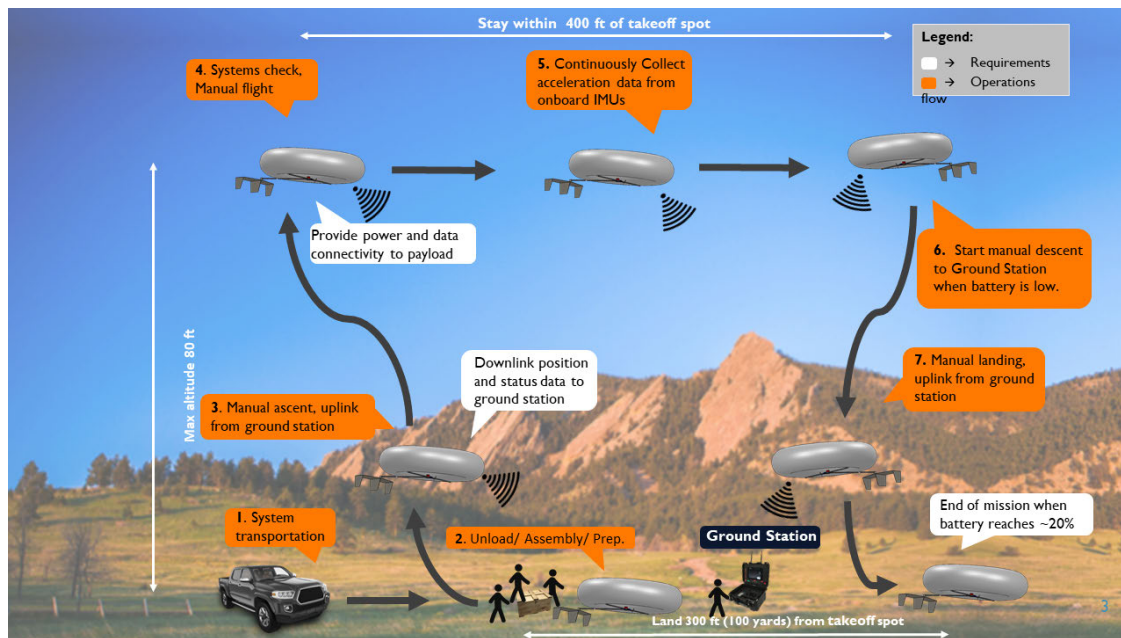 Stay within 400 ft of takeoff spot
Legend:
→ Requirements
→ Operations
flow
4. Systems check,
Manual flight
5. Continuously Collect
acceleration data from
onboard IMUs
Provide power and data
connectivity to payload
6. Start manual descent
to Ground Station
when battery is low.
Max altitude 80 ft
Downlink position
and status data to
ground station
7. Manual landing,
uplink from ground
station
3. Manual ascent, uplink
from ground station
1. System
transportation
2. Unload/ Assembly/ Prep.
Ground Station
End of mission when
battery reaches ~20%
Land 300 ft (100 yards) from takeoff spot
3